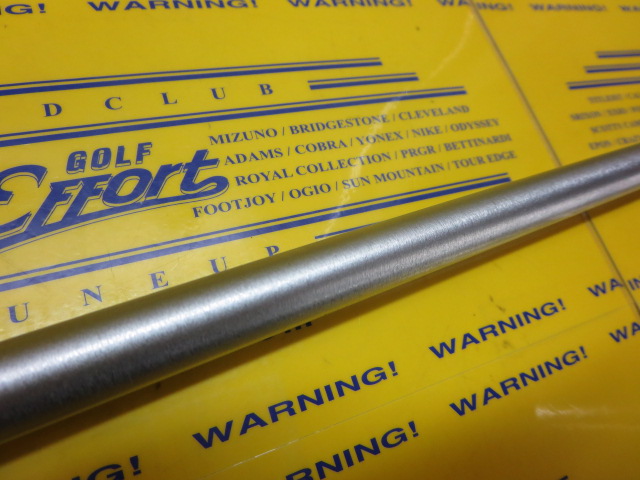 WARNING! WARNING! WARNING!
DCLUB
GOLF
Effort
MIZUNO / BRIDGESTONE / CLEVELAND
ADAMS / COBRA / YONEX / NIKE / ODYSSEY
ROYAL COLLECTION / PRGR / BETTINARDI
FOOTJOY / OGIO / SUN MOUNTAIN / TOUR EDGE
UNEUP
WARNING!
WARNING!
WARNING!
WARNING!
WARNING!
WARNING!